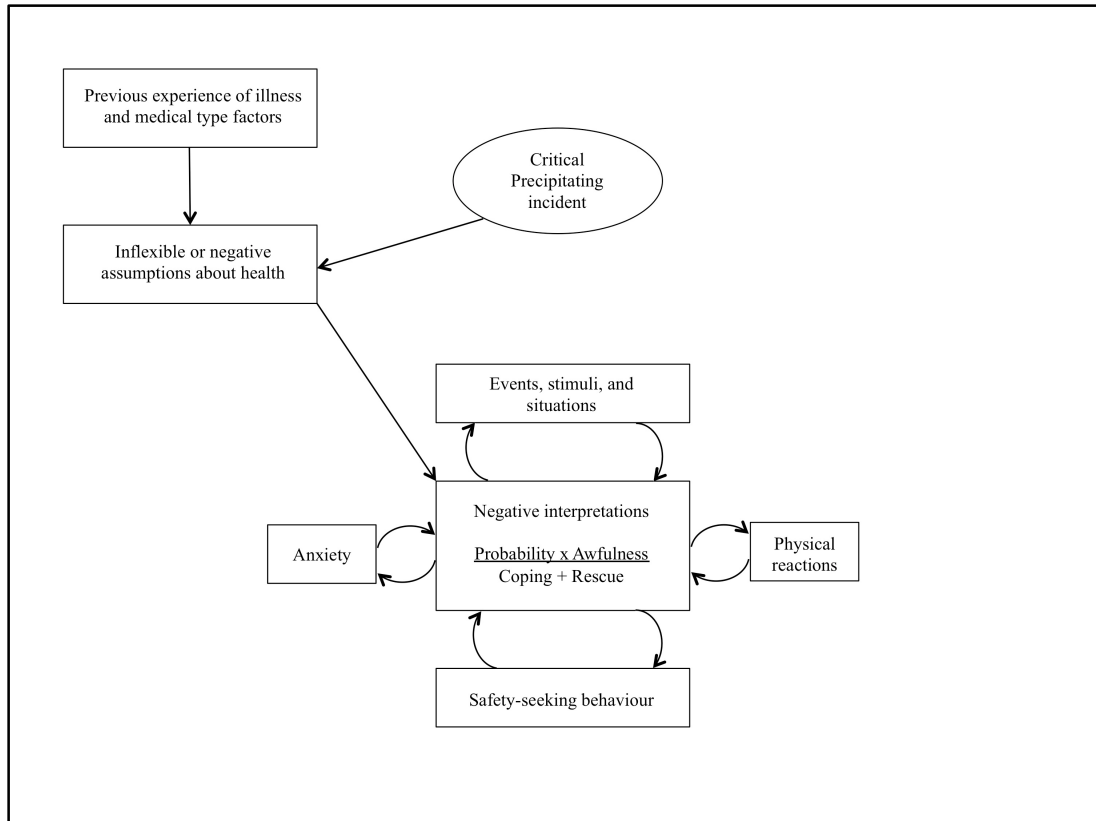 Previous experience of illness
and medical type factors
Critical
Precipitating
incident
Inflexible or negative
assumptions about health
Events, stimuli, and
situations
Negative interpretations
Probability x Awfulness
Coping + Rescue
Anxiety
Physical
reactions
Safety-seeking behaviour